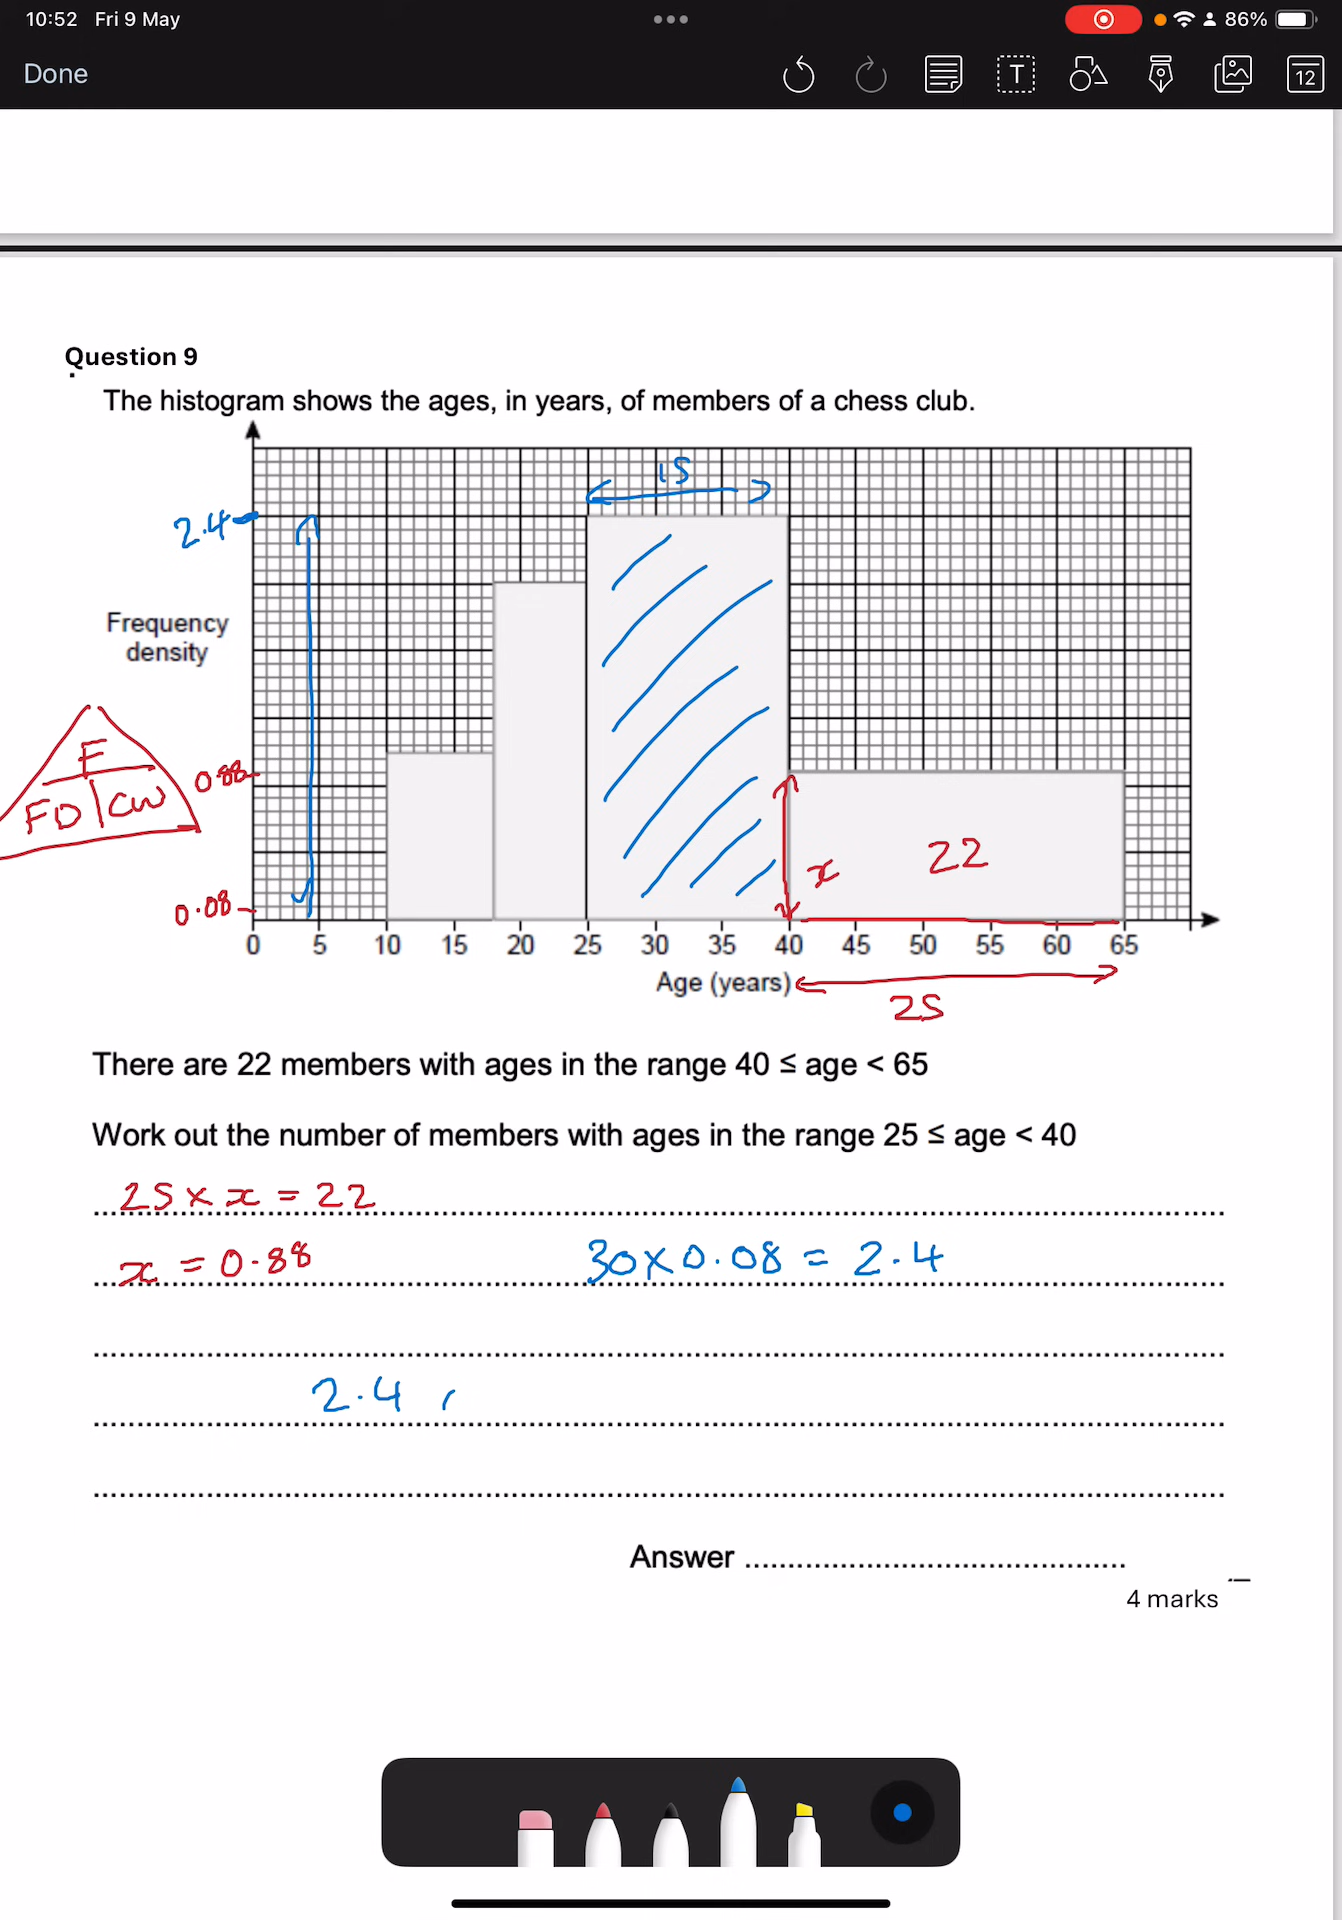 10:52 Fri 9 May 86%
Done
T
12
Question 9
The histogram shows the ages, in years, of members of a chess club.
15
2.4
Frequency
density
F
FD CW
0.88
22
x
0.08
0 5 10 15 20 25 30 35 40 45 50 55 60 65
Age (years)
25
There are 22 members with ages in the range 40 ≤ age < 65
Work out the number of members with ages in the range 25 ≤ age < 40
25 × x = 22
x = 0.88 30 × 0.08 = 2.4
2.4
Answer
4 marks